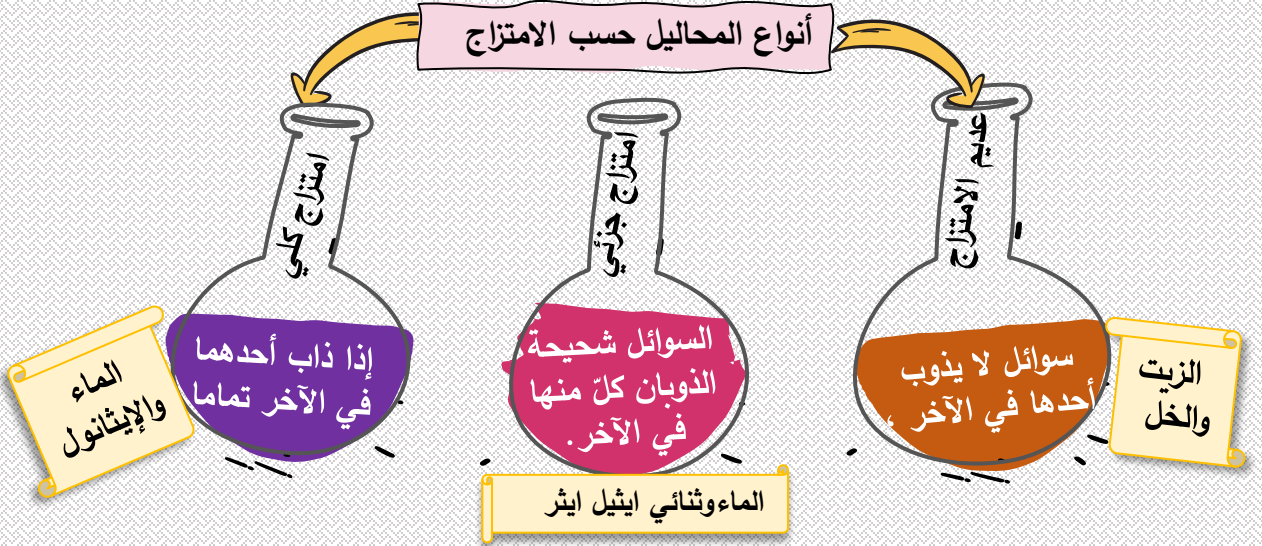 أنواع المحاليل حسب الامتزاج
عديم الامتزاج
سوائل لا يذوب
أحدها في الآخر ،
الزيت
والخل
امتزاج جزئي
السوائل شحيحة
الذوبان كلّ منها
في الآخر.
الماءوثنائي ايثيل ايثر
امتزاج كلي
إذا ذاب أحدهما
في الآخر تماما
الماء
والإيثانول